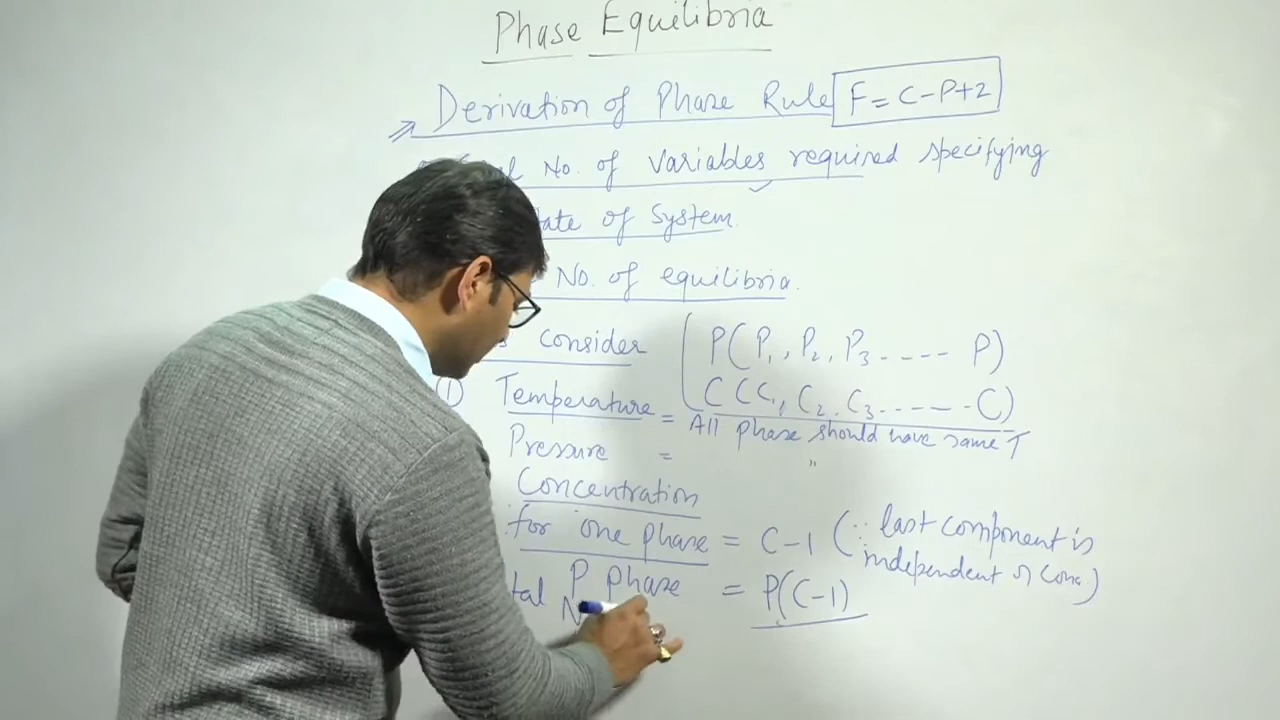 Phase Equilibria
⇒ Derivation of Phase Rule F = C-P+2
No. of variables required specifying
state of system.
No. of equilibria.
consider ( P(P₁, P₂, P₃ ..... P)
C(C₁, C₂, C₃ ...... C)
① Temperature = All phase should have same T
Pressure = "
Concentration
for one phase = C-1 (∵ last component is
independent of conc)
P phase = P(C-1)
N